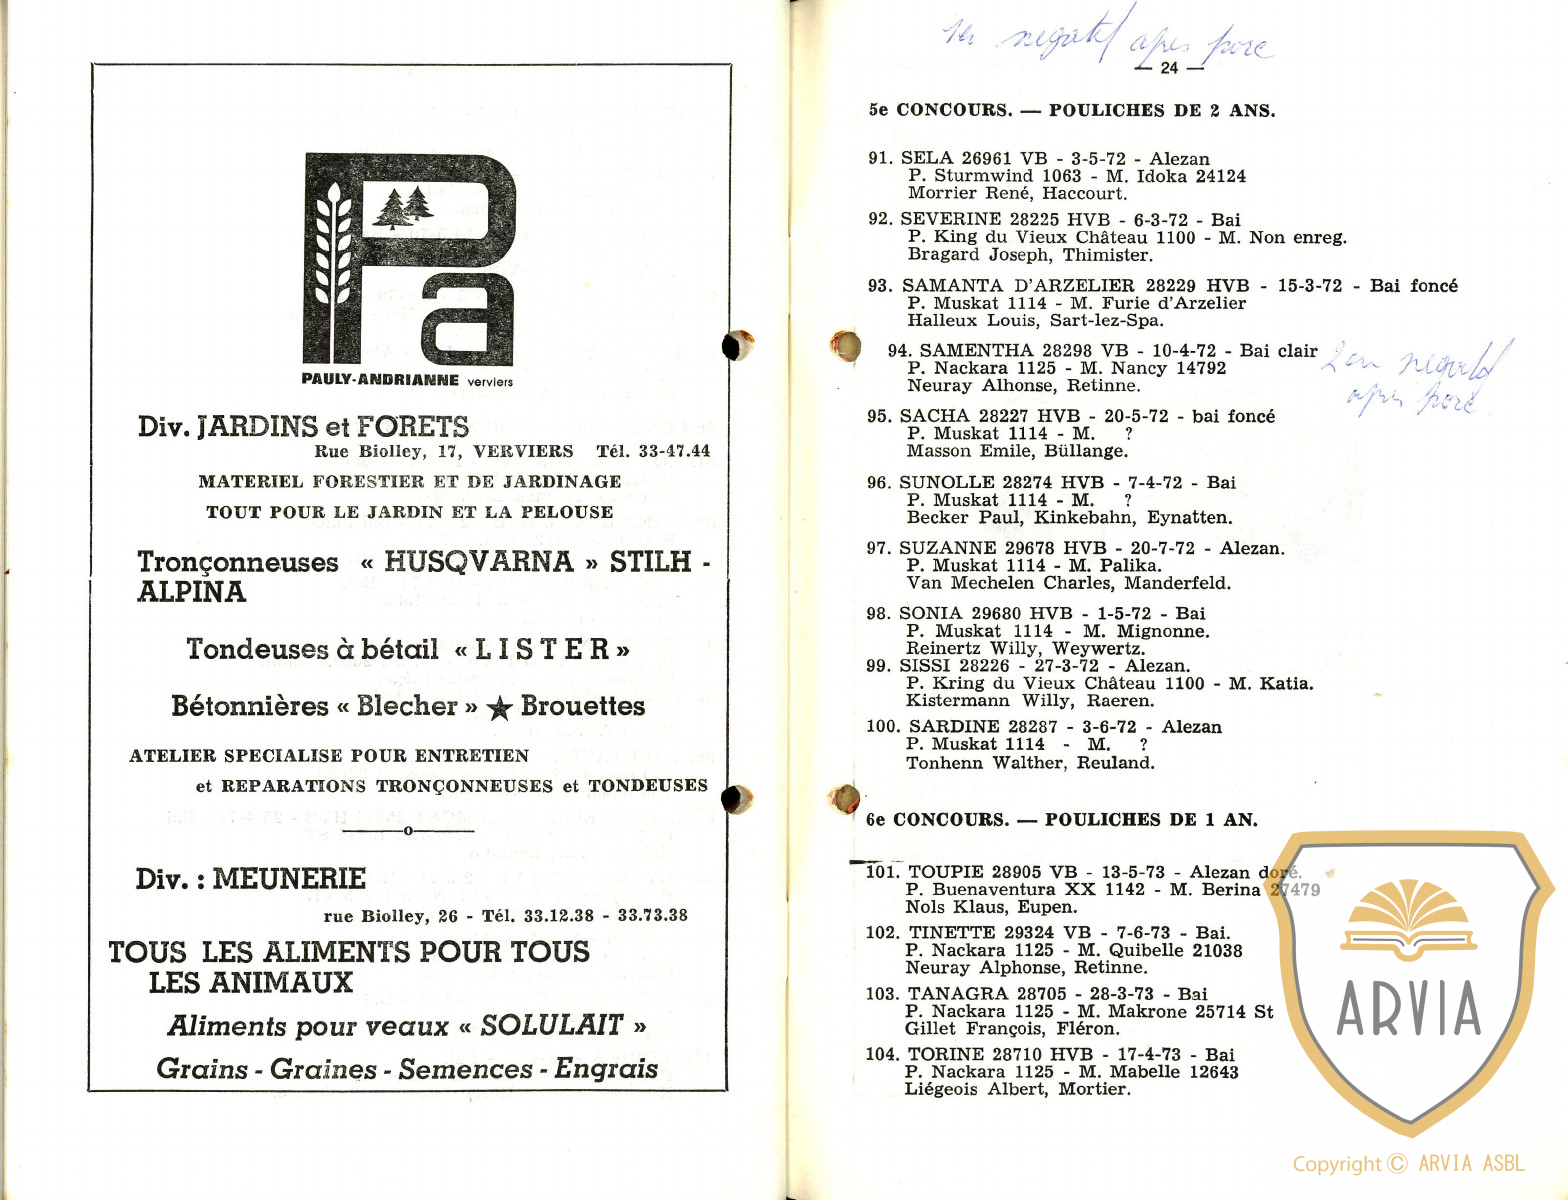 Pa
PAULY-ANDRIANNE verviers
Div. JARDINS et FORETS
Rue Biolley, 17, VERVIERS Tél. 33-47.44
MATERIEL FORESTIER ET DE JARDINAGE
TOUT POUR LE JARDIN ET LA PELOUSE
Tronçonneuses « HUSQVARNA » STILH -
ALPINA
Tondeuses à bétail « LISTER »
Bétonnières « Blecher » ★ Brouettes
ATELIER SPECIALISE POUR ENTRETIEN
et REPARATIONS TRONÇONNEUSES et TONDEUSES
Div. : MEUNERIE
rue Biolley, 26 - Tél. 33.12.38 - 33.73.38
TOUS LES ALIMENTS POUR TOUS
LES ANIMAUX
Aliments pour veaux « SOLULAIT »
Grains - Graines - Semences - Engrais
1er negatif apres porc
— 24 —
5e CONCOURS. — POULICHES DE 2 ANS.
91. SELA 26961 VB - 3-5-72 - Alezan
P. Sturmwind 1063 - M. Idoka 24124
Morrier René, Haccourt.
92. SEVERINE 28225 HVB - 6-3-72 - Bai
P. King du Vieux Château 1100 - M. Non enreg.
Bragard Joseph, Thimister.
93. SAMANTA D'ARZELIER 28229 HVB - 15-3-72 - Bai foncé
P. Muskat 1114 - M. Furie d'Arzelier
Halleux Louis, Sart-lez-Spa.
94. SAMENTHA 28298 VB - 10-4-72 - Bai clair
P. Nackara 1125 - M. Nancy 14792
Neuray Alhonse, Retinne.
2em negatif
apres porc
95. SACHA 28227 HVB - 20-5-72 - bai foncé
P. Muskat 1114 - M. ?
Masson Emile, Büllange.
96. SUNOLLE 28274 HVB - 7-4-72 - Bai
P. Muskat 1114 - M. ?
Becker Paul, Kinkebahn, Eynatten.
97. SUZANNE 29678 HVB - 20-7-72 - Alezan.
P. Muskat 1114 - M. Palika.
Van Mechelen Charles, Manderfeld.
98. SONIA 29680 HVB - 1-5-72 - Bai
P. Muskat 1114 - M. Mignonne.
Reinertz Willy, Weywertz.
99. SISSI 28226 - 27-3-72 - Alezan.
P. Kring du Vieux Château 1100 - M. Katia.
Kistermann Willy, Raeren.
100. SARDINE 28287 - 3-6-72 - Alezan
P. Muskat 1114 - M. ?
Tonhenn Walther, Reuland.
6e CONCOURS. — POULICHES DE 1 AN.
101. TOUPIE 28905 VB - 13-5-73 - Alezan doré.
P. Buenaventura XX 1142 - M. Berina 27479
Nols Klaus, Eupen.
102. TINETTE 29324 VB - 7-6-73 - Bai.
P. Nackara 1125 - M. Quibelle 21038
Neuray Alphonse, Retinne.
103. TANAGRA 28705 - 28-3-73 - Bai
P. Nackara 1125 - M. Makrone 25714 St
Gillet François, Fléron.
104. TORINE 28710 HVB - 17-4-73 - Bai
P. Nackara 1125 - M. Mabelle 12643
Liégeois Albert, Mortier.
ARVIA
Copyright © ARVIA ASBL